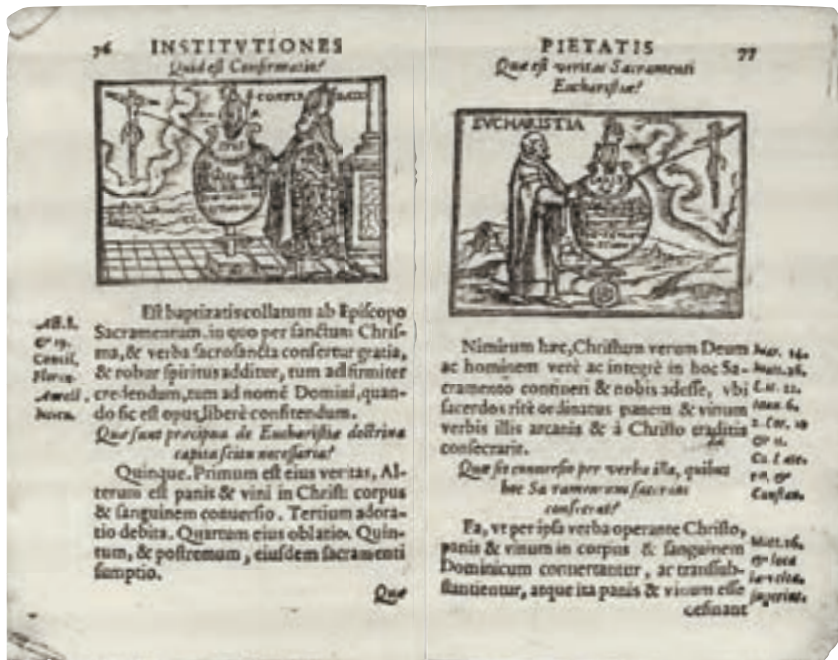 76 INSTITVTIONES
Quid est Confirmatio?
Est baptizatis collatum ab Episcopo
Sacramentum, in quo per sanctum Chris-
ma, & verba sacrosancta confertur gratia,
& robur spiritus additur, tum ad firmiter
credendum, tum ad nomẽ Domini, quan-
do sic est opus, liberè confitendum.
Quæ sunt præcipua de Eucharistiæ doctrina
capita scitu necessaria?
Quinque. Primum est eius veritas, Al-
terum est panis & vini in Christi corpus
& sanguinem conuersio. Tertium adora-
tio debita. Quartum eius oblatio. Quin-
tum, & postremum, eiusdem sacramenti
sumptio.
Quæ
PIETATIS 77
Quæ est veritas Sacramenti
Eucharistiæ?
EVCHARISTIA
Nimirum hæc, Christum verum Deum
ac hominem verè ac integrè in hoc Sa-
cramento contineri & nobis adesse, vbi
sacerdos ritè ordinatus panem & vinum
verbis illis arcanis & à Christo traditis
consecrarit.
Quæ sit conuersio per verba illa, quibus
hoc Sacramentum sacerdos
consecrat?
Ea, vt per ipsa verba operante Christo,
panis & vinum in corpus & sanguinem
Dominicum conuertantur, ac transsub-
stantientur, atque ita panis & vinum esse
desinant